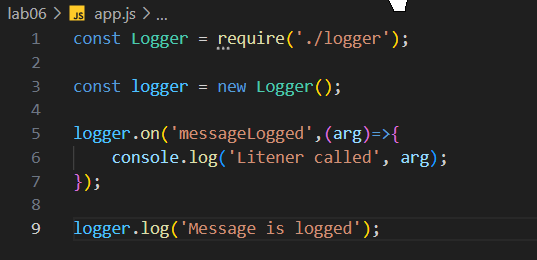 lab06 > JS app.js > ...
1 const Logger = require('./logger');
2
3 const logger = new Logger();
4
5 logger.on('messageLogged',(arg)=>{
6     console.log('Litener called', arg);
7 });
8
9 logger.log('Message is logged');